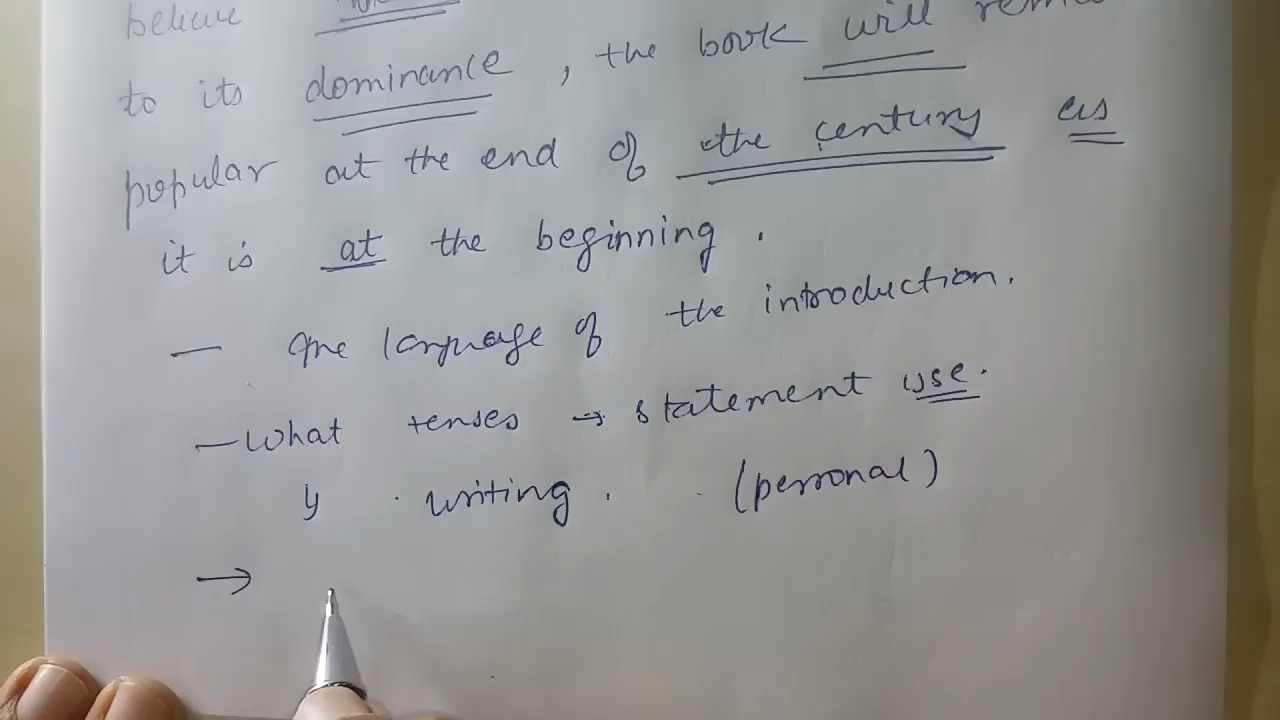 believe
to its dominance, the book will
popular at the end of the century as
it is at the beginning.
— The language of the introduction.
— What tenses → statement use.
writing. (personal)
→